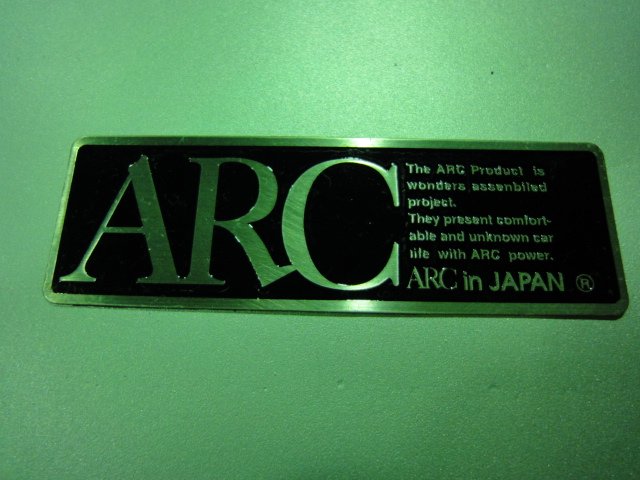 ARC
The ARC Product is
wonders assenbiled
project.
They present comfort-
able and unknown car
life with ARC power.
ARC in JAPAN ®